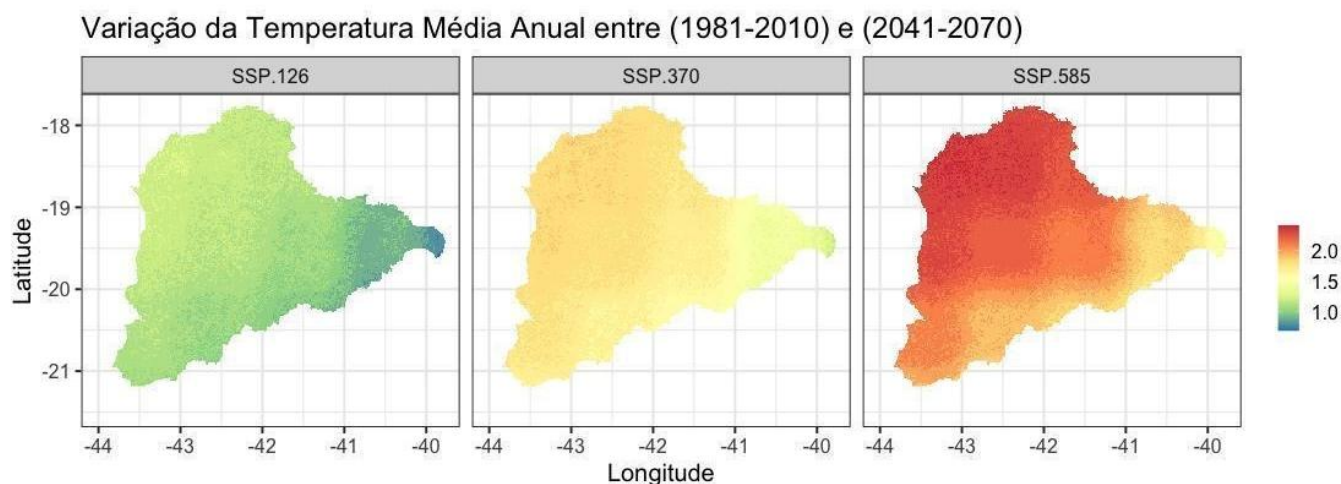 Variação da Temperatura Média Anual entre (1981-2010) e (2041-2070)
SSP.126 SSP.370 SSP.585
-18
-19
-20
-21
Latitude
2.0
1.5
1.0
-44 -43 -42 -41 -40 -44 -43 -42 -41 -40 -44 -43 -42 -41 -40
Longitude